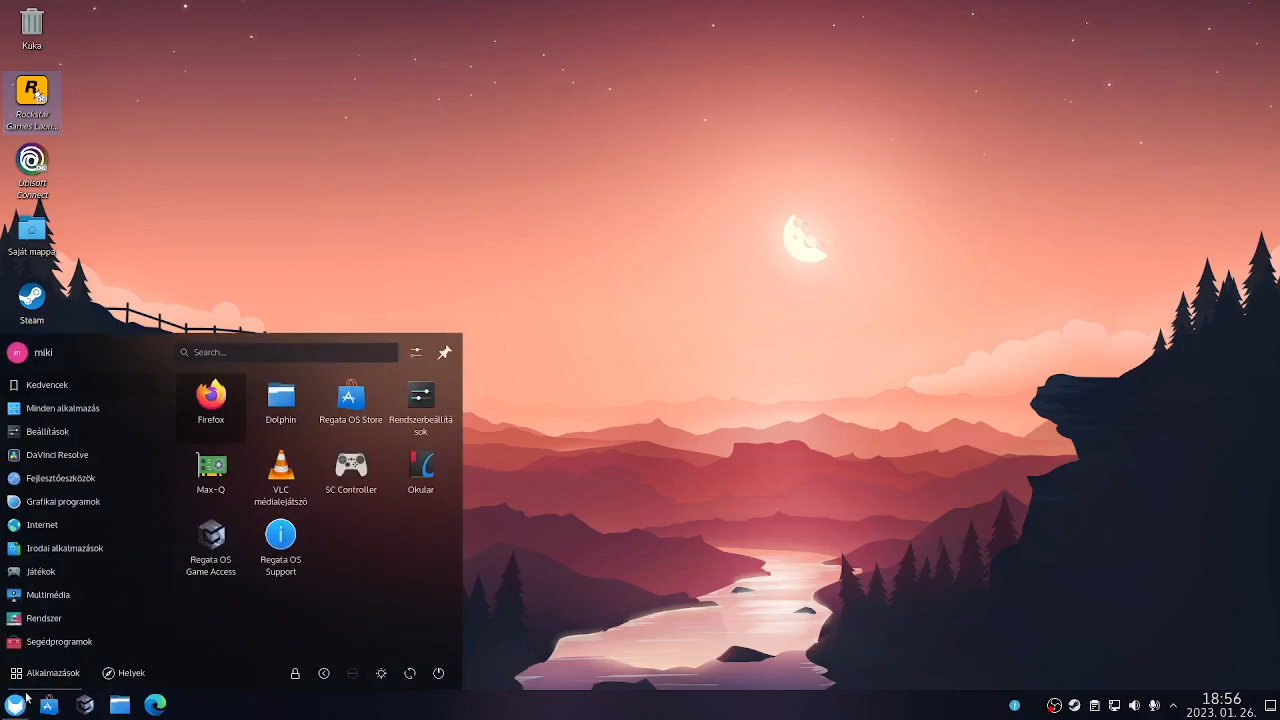 Kuka
Rockstar
Games Laun...
Ubisoft
Connect
Saját mappa
Steam
miki
Search...
Kedvencek
Minden alkalmazás
Beállítások
DaVinci Resolve
Fejlesztőeszközök
Grafikai programok
Internet
Irodai alkalmazások
Játékok
Multimédia
Rendszer
Segédprogramok
Firefox
Dolphin
Regata OS Store
Rendszerbeállítá
sok
Max-Q
VLC
médialejátszó
SC Controller
Okular
Regata OS
Game Access
Regata OS
Support
Alkalmazások
Helyek
18:56
2023. 01. 26.